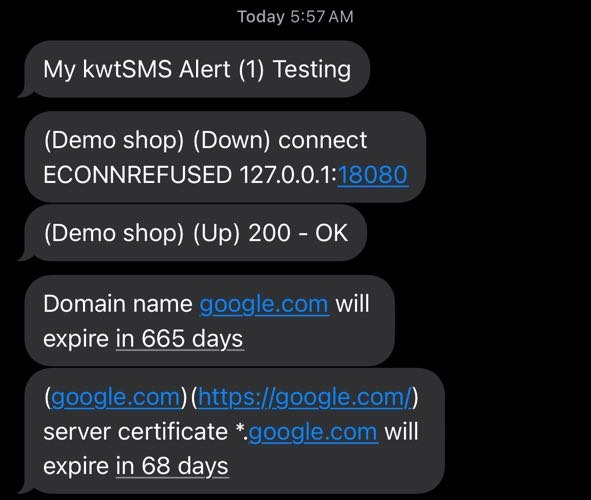 Today 5:57 AM
My kwtSMS Alert (1) Testing
(Demo shop) (Down) connect
ECONNREFUSED 127.0.0.1:18080
(Demo shop) (Up) 200 - OK
Domain name google.com will
expire in 665 days
(google.com)(https://google.com/)
server certificate *.google.com will
expire in 68 days